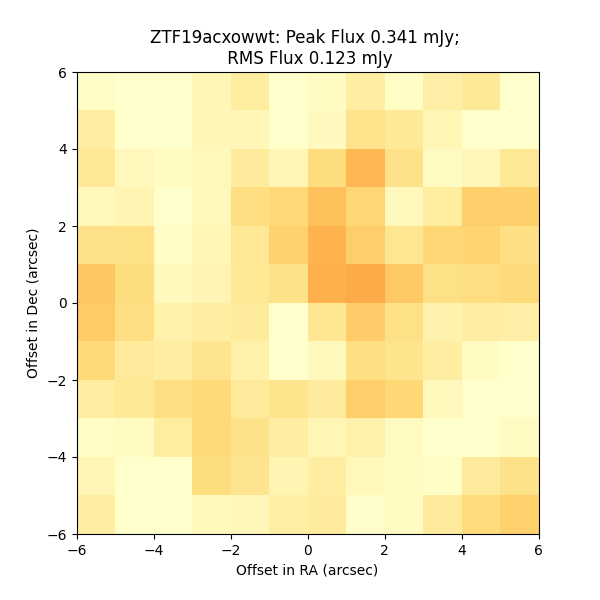 ZTF19acxowwt: Peak Flux 0.341 mJy;
RMS Flux 0.123 mJy
6
4
2
0
−2
−4
−6
Offset in Dec (arcsec)
−6 −4 −2 0 2 4 6
Offset in RA (arcsec)